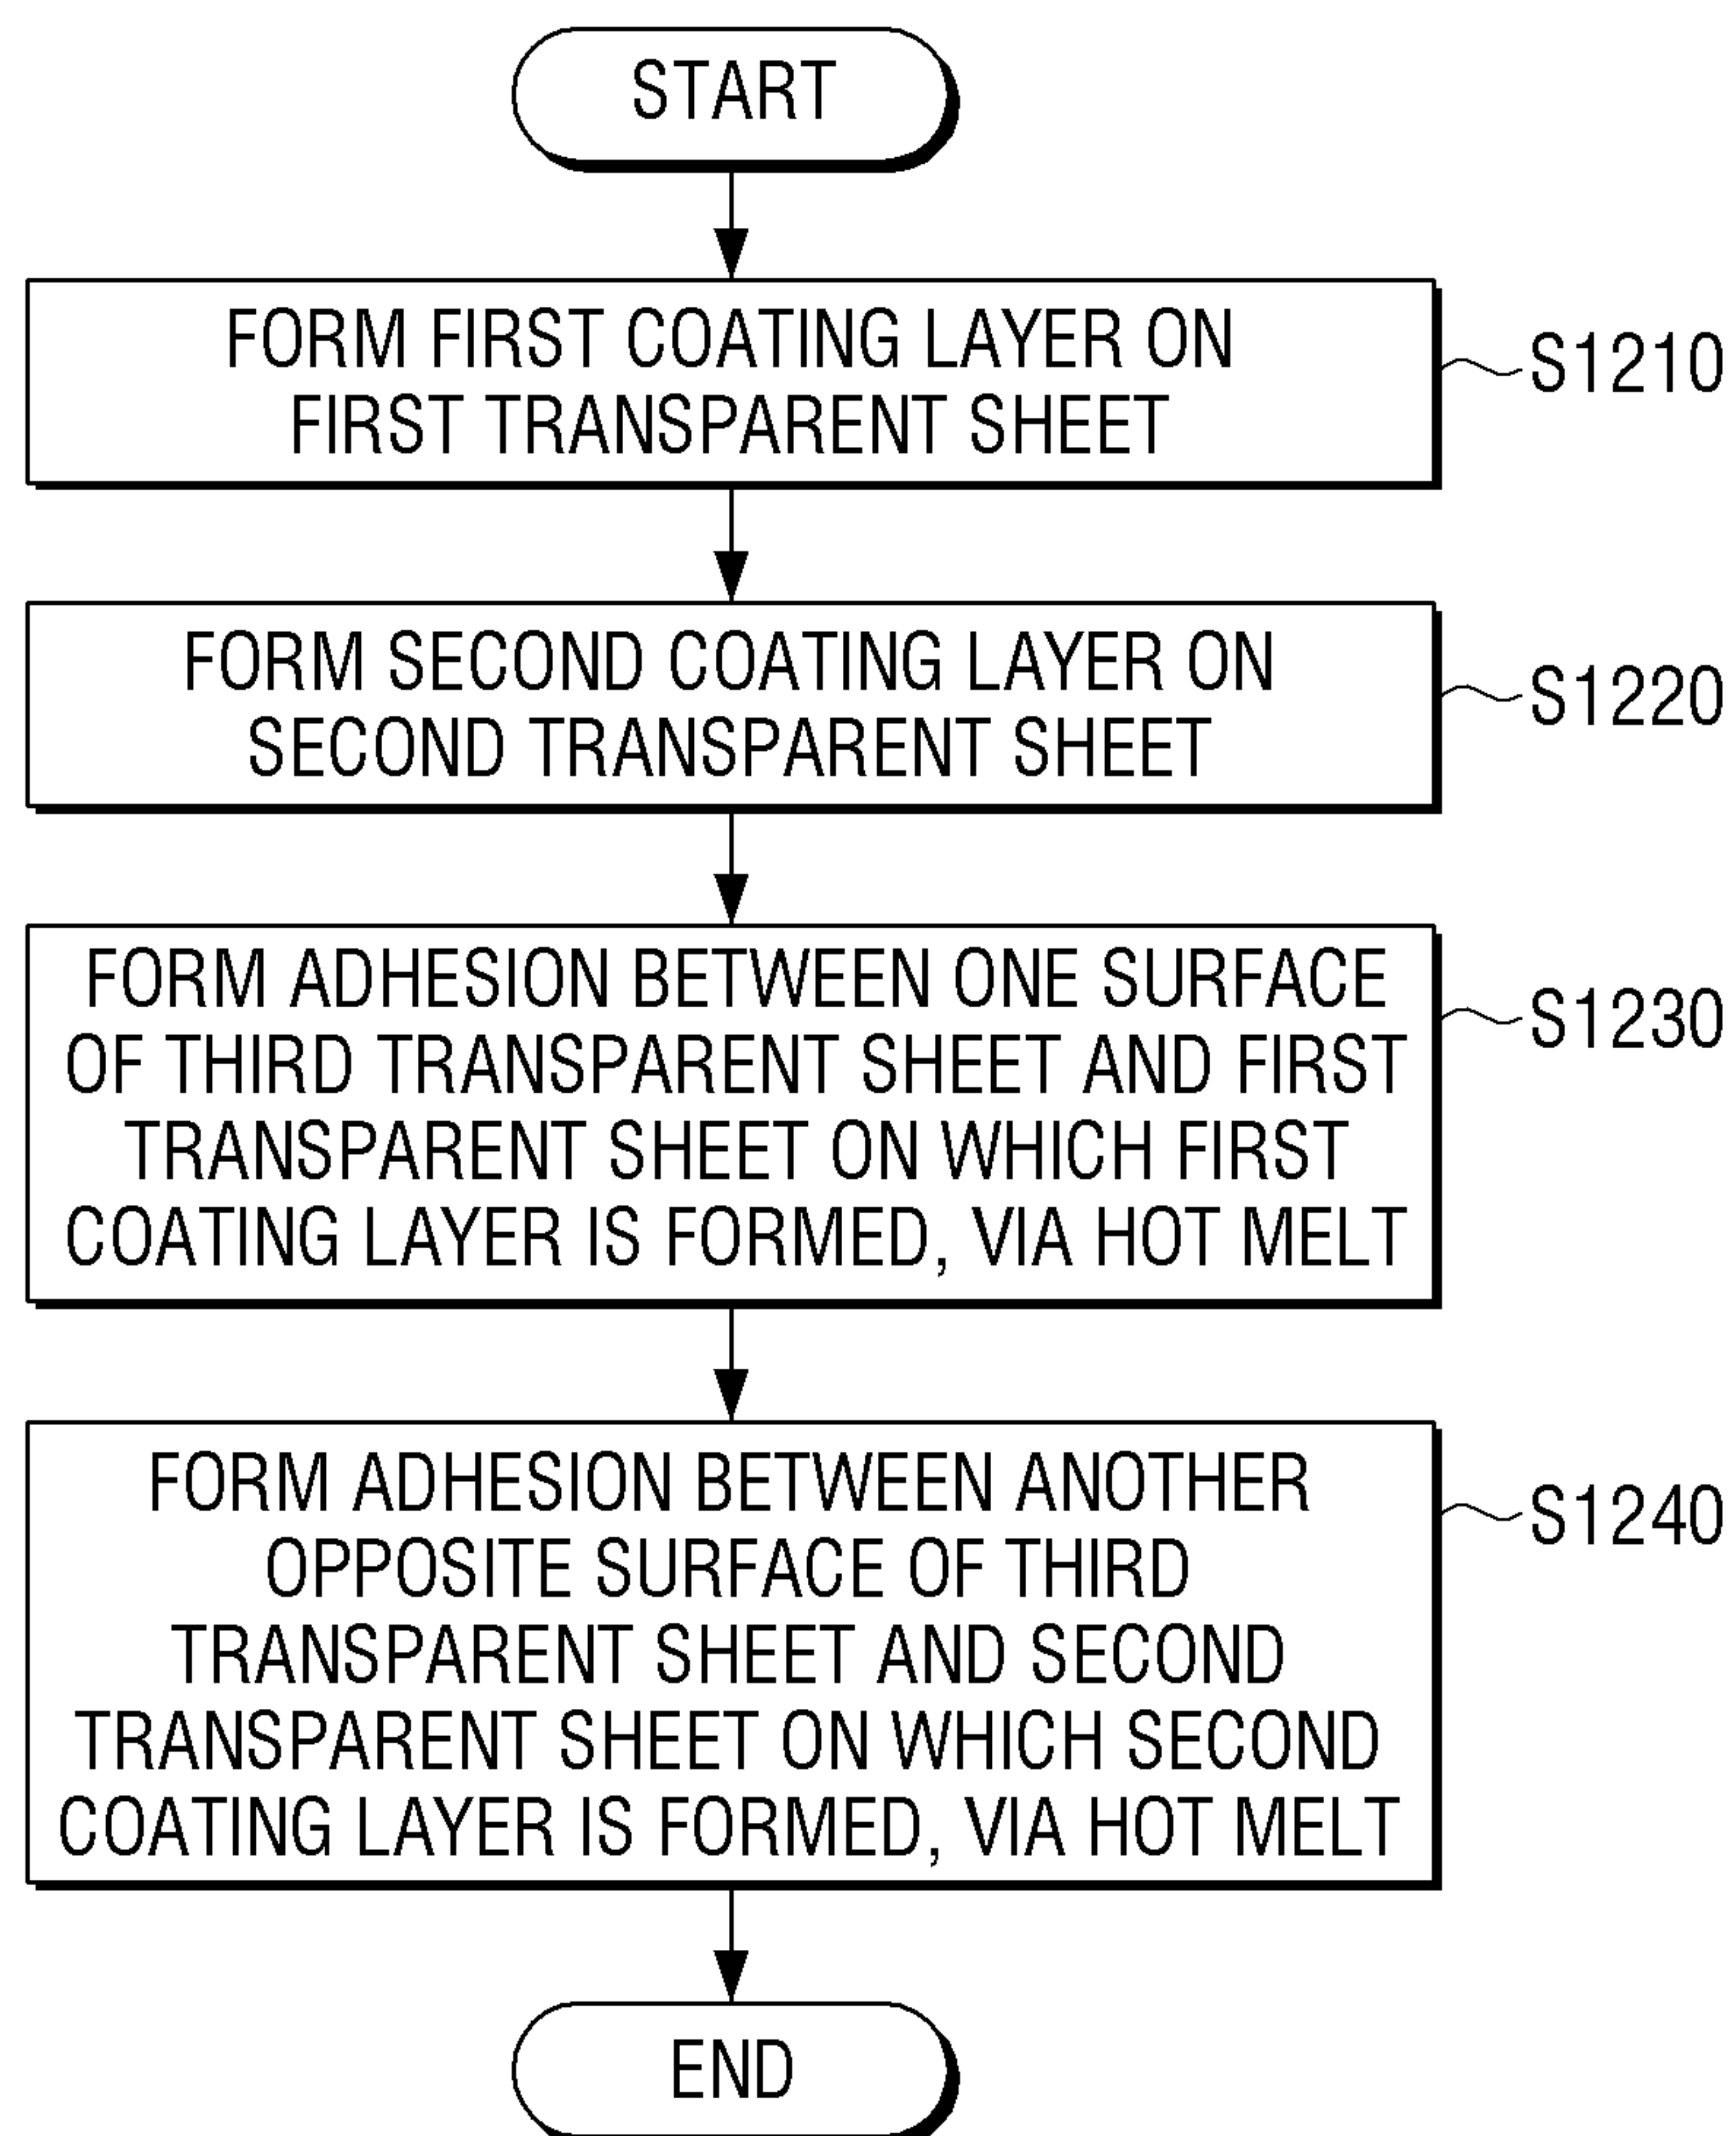 START
FORM FIRST COATING LAYER ON
FIRST TRANSPARENT SHEET
S1210
FORM SECOND COATING LAYER ON
SECOND TRANSPARENT SHEET
S1220
FORM ADHESION BETWEEN ONE SURFACE
OF THIRD TRANSPARENT SHEET AND FIRST
TRANSPARENT SHEET ON WHICH FIRST
COATING LAYER IS FORMED, VIA HOT MELT
S1230
FORM ADHESION BETWEEN ANOTHER
OPPOSITE SURFACE OF THIRD
TRANSPARENT SHEET AND SECOND
TRANSPARENT SHEET ON WHICH SECOND
COATING LAYER IS FORMED, VIA HOT MELT
S1240
END